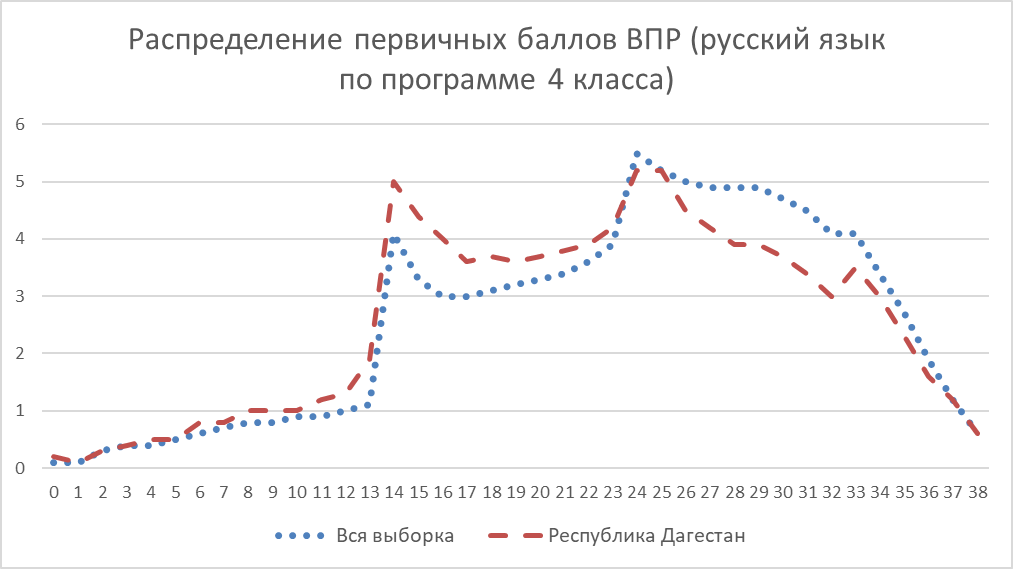 Распределение первичных баллов ВПР (русский язык
по программе 4 класса)
6
5
4
3
2
1
0
0 1 2 3 4 5 6 7 8 9 10 11 12 13 14 15 16 17 18 19 20 21 22 23 24 25 26 27 28 29 30 31 32 33 34 35 36 37 38
Вся выборка Республика Дагестан